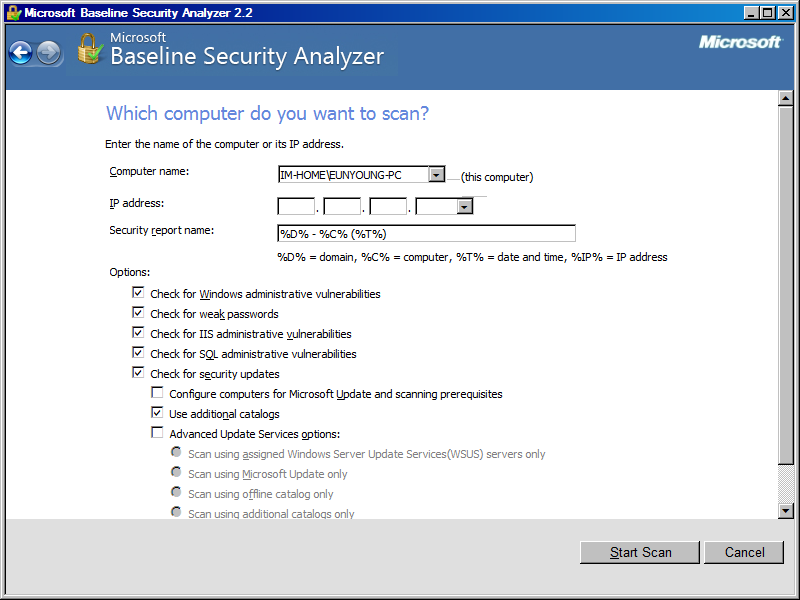 Microsoft Baseline Security Analyzer 2.2
Microsoft
Baseline Security Analyzer
Microsoft
Which computer do you want to scan?
Enter the name of the computer or its IP address.
Computer name:
IM-HOME\EUNYOUNG-PC
(this computer)
IP address:
. . .
Security report name:
%D% - %C% (%T%)
%D% = domain, %C% = computer, %T% = date and time, %IP% = IP address
Options:
Check for Windows administrative vulnerabilities
Check for weak passwords
Check for IIS administrative vulnerabilities
Check for SQL administrative vulnerabilities
Check for security updates
Configure computers for Microsoft Update and scanning prerequisites
Use additional catalogs
Advanced Update Services options:
Scan using assigned Windows Server Update Services(WSUS) servers only
Scan using Microsoft Update only
Scan using offline catalog only
Scan using additional catalogs only
Start Scan
Cancel